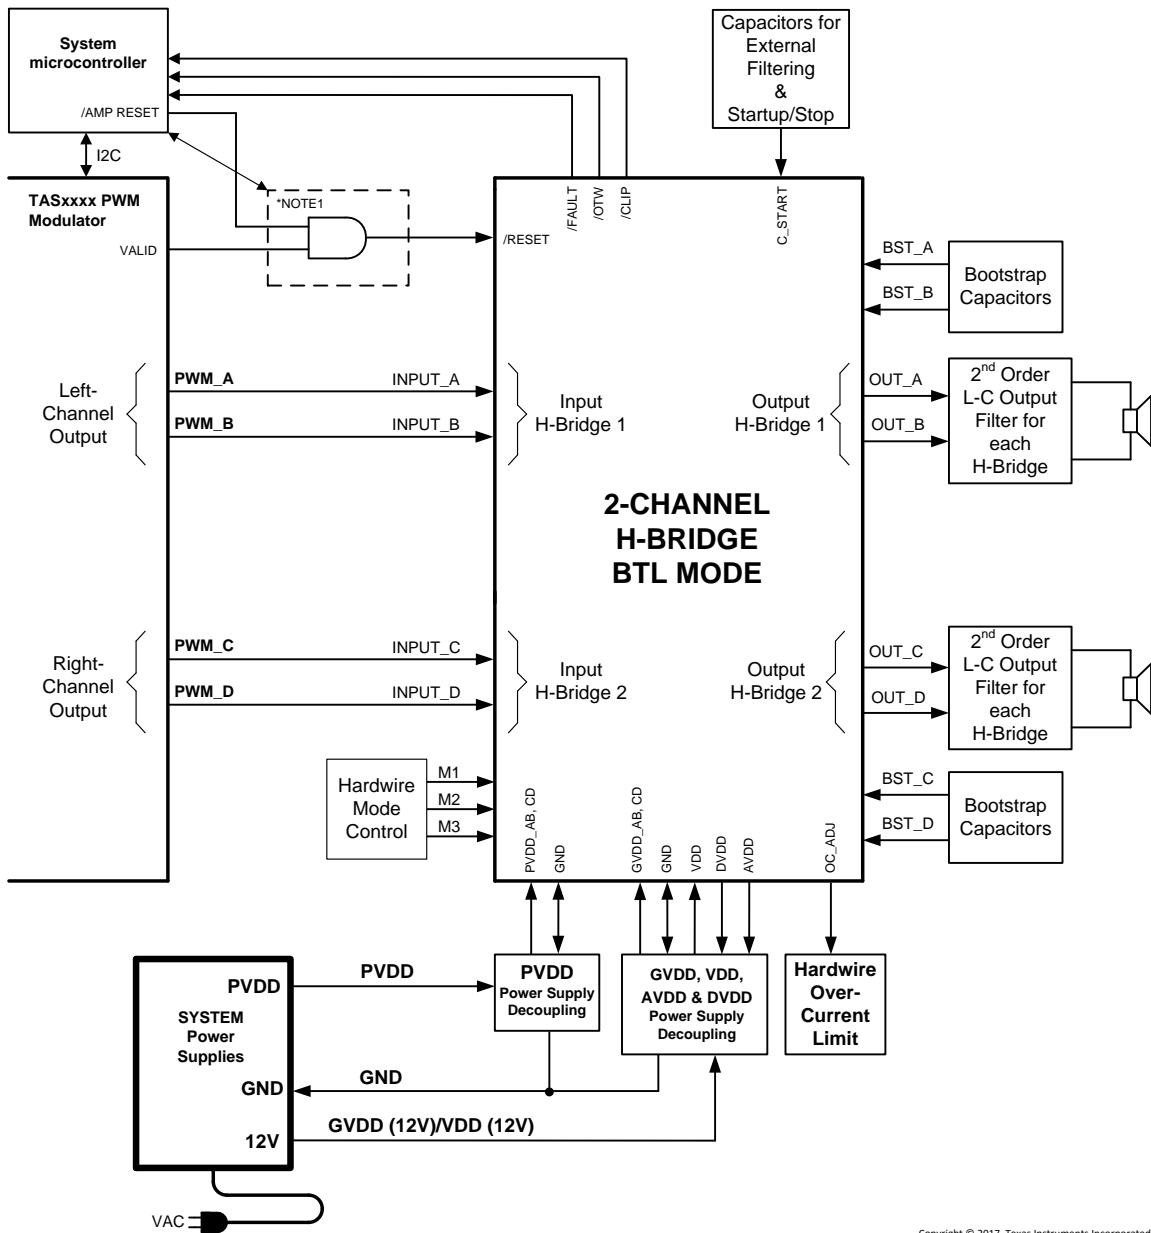 System
microcontroller
/AMP RESET
I2C
Capacitors for
External
Filtering
&
Startup/Stop
TASxxxx PWM
Modulator
VALID
*NOTE1
/RESET
/FAULT
/OTW
/CLIP
C_START
BST_A
BST_B
Bootstrap
Capacitors
Left-
Channel
Output
PWM_A
PWM_B
INPUT_A
INPUT_B
Input
H-Bridge 1
Output
H-Bridge 1
OUT_A
OUT_B
2nd Order
L-C Output
Filter for
each
H-Bridge
2-CHANNEL
H-BRIDGE
BTL MODE
Right-
Channel
Output
PWM_C
PWM_D
INPUT_C
INPUT_D
Input
H-Bridge 2
Output
H-Bridge 2
OUT_C
OUT_D
2nd Order
L-C Output
Filter for
each
H-Bridge
Hardwire
Mode
Control
M1
M2
M3
PVDD_AB, CD
GND
GVDD_AB, CD
GND
VDD
DVDD
AVDD
OC_ADJ
BST_C
BST_D
Bootstrap
Capacitors
PVDD
SYSTEM
Power
Supplies
GND
12V
PVDD
PVDD
Power Supply
Decoupling
GVDD, VDD,
AVDD & DVDD
Power Supply
Decoupling
Hardwire
Over-
Current
Limit
GND
GVDD (12V)/VDD (12V)
VAC
Copyright © 2017, Texas Instruments Incorporated